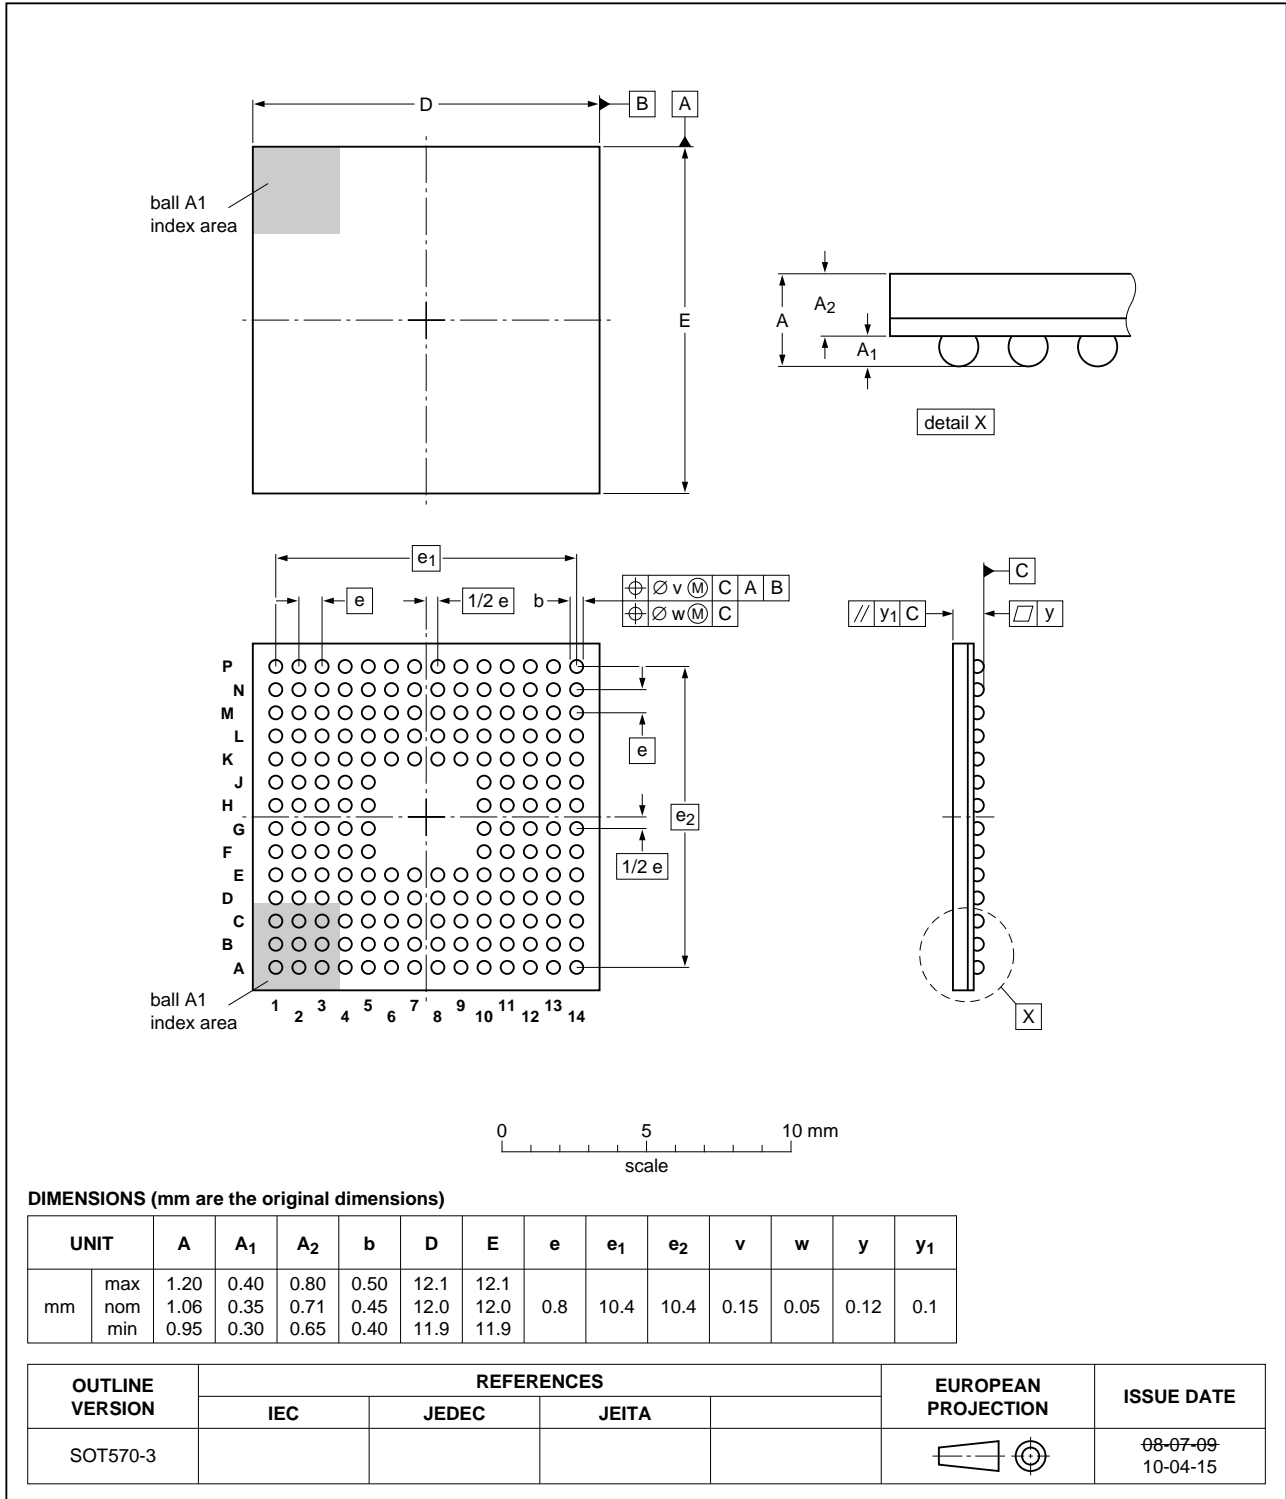 D
B
A
ball A1
index area
E
A
A2
A1
detail X
e1
e
1/2 e
b
⌖ ∅ v Ⓜ C A B
⌖ ∅ w Ⓜ C
C
// y1 C
▱ y
P
N
M
L
K
J
H
G
F
E
D
C
B
A
e
e2
1/2 e
ball A1
index area
1 2 3 4 5 6 7 8 9 10 11 12 13 14
X
0 5 10 mm
scale
DIMENSIONS (mm are the original dimensions)
UNIT A A1 A2 b D E e e1 e2 v w y y1
mm
max 1.20 0.40 0.80 0.50 12.1 12.1
nom 1.06 0.35 0.71 0.45 12.0 12.0 0.8 10.4 10.4 0.15 0.05 0.12 0.1
min 0.95 0.30 0.65 0.40 11.9 11.9
OUTLINE VERSION
REFERENCES
IEC JEDEC JEITA
EUROPEAN PROJECTION
ISSUE DATE
SOT570-3
08-07-09
10-04-15